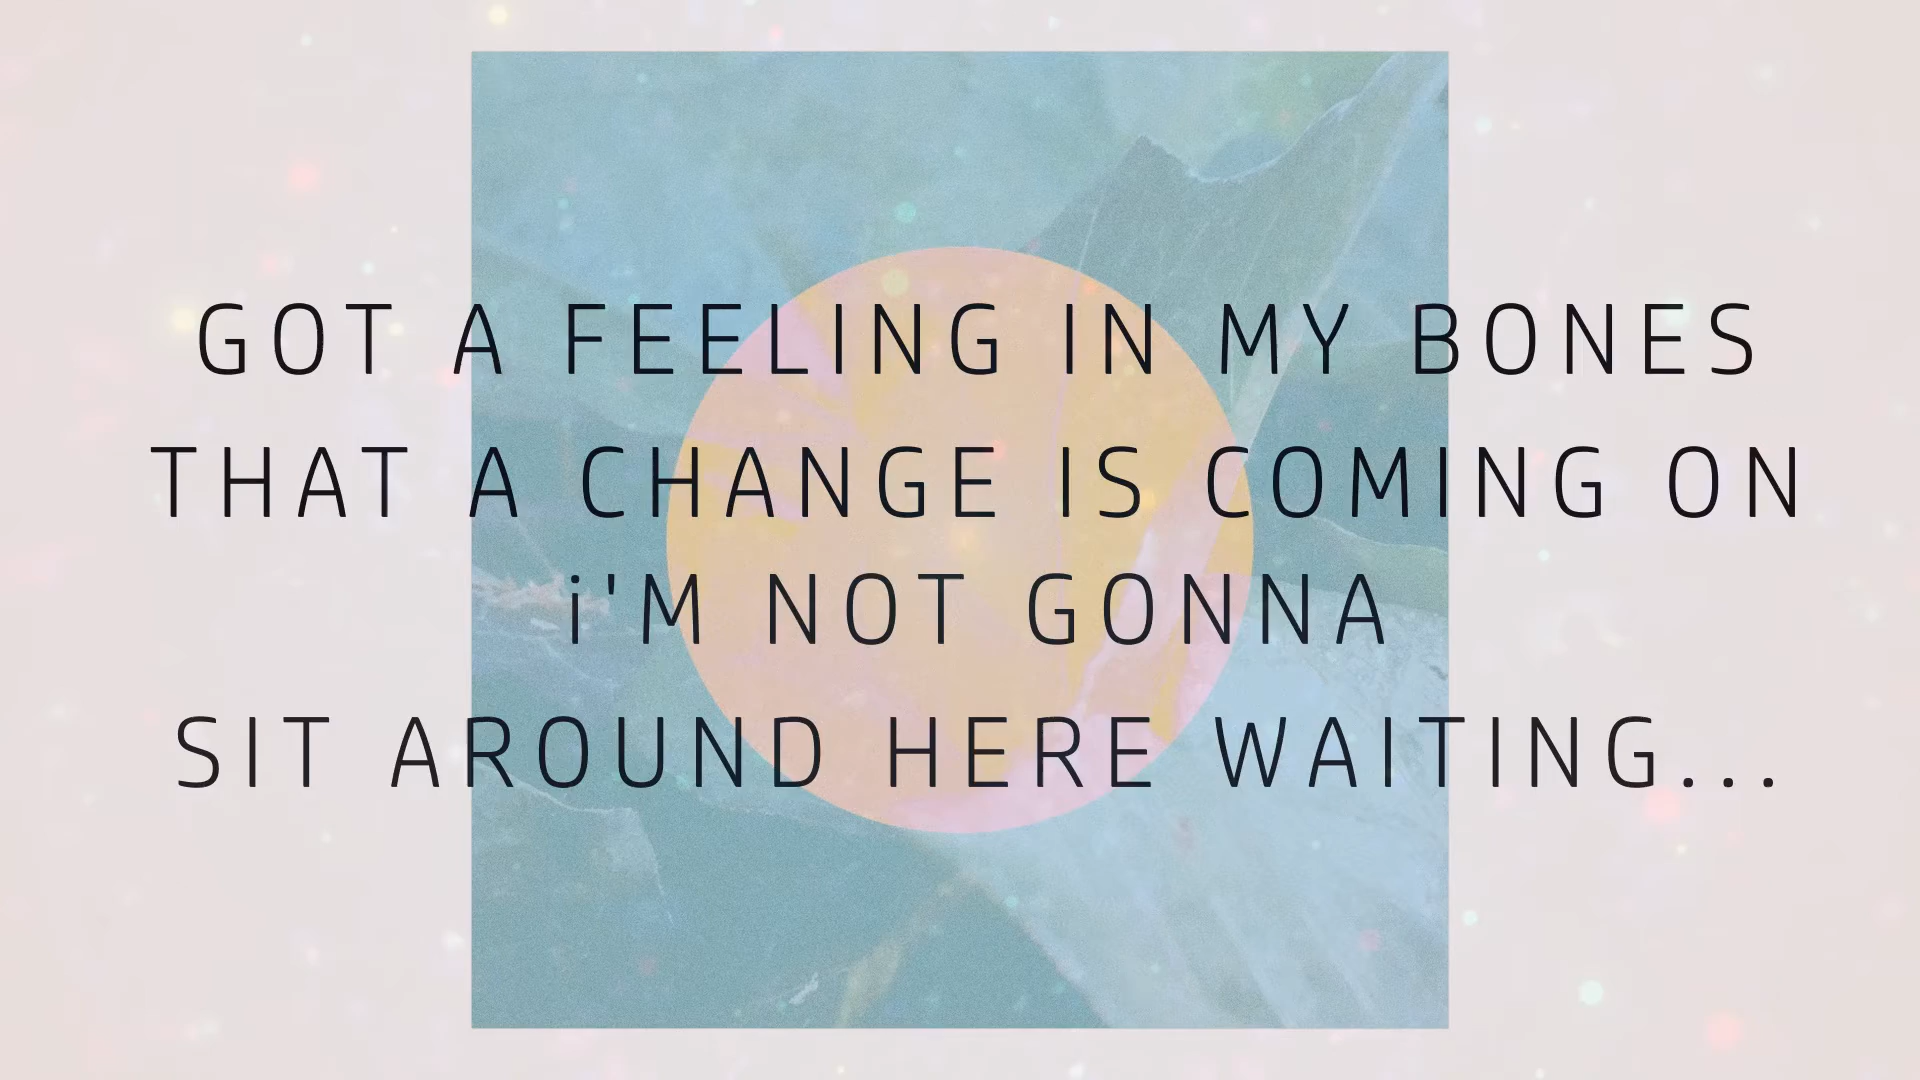 GOT A FEELING IN MY BONES
THAT A CHANGE IS COMING ON
i'M NOT GONNA
SIT AROUND HERE WAITING...